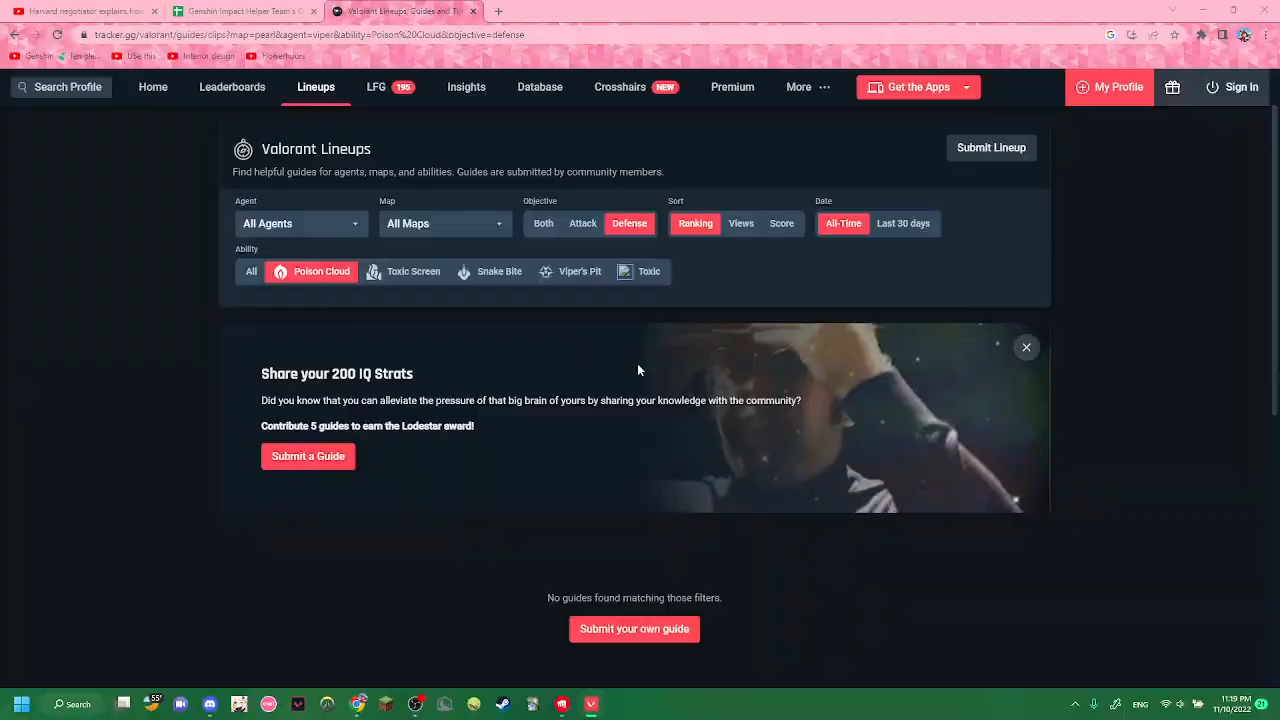 Harvard negotiator explains how
Genshin Impact Helper Team's C
Valorant Lineups, Guides and Tu
tracker.gg/valorant/guides/clips?map=pearl&agent=viper&ability=Poison%20Cloud&objective=defense
Genshin
Temble...
Use this
Interior design
Search Profile
Home
Leaderboards
Lineups
LFG 195
Insights
Database
Crosshairs NEW
Premium
More
Get the Apps
My Profile
Sign In
Valorant Lineups
Submit Lineup
Find helpful guides for agents, maps, and abilities. Guides are submitted by community members.
Agent
Map
Objective
Sort
Date
All Agents
All Maps
Both
Attack
Defense
Ranking
Views
Score
All-Time
Last 30 days
Ability
All
Poison Cloud
Toxic Screen
Snake Bite
Viper's Pit
Toxic
Share your 200 IQ Strats
Did you know that you can alleviate the pressure of that big brain of yours by sharing your knowledge with the community?
Contribute 5 guides to earn the Lodestar award!
Submit a Guide
No guides found matching those filters.
Submit your own guide
Search
55°
11:19 PM
11/10/2022
21